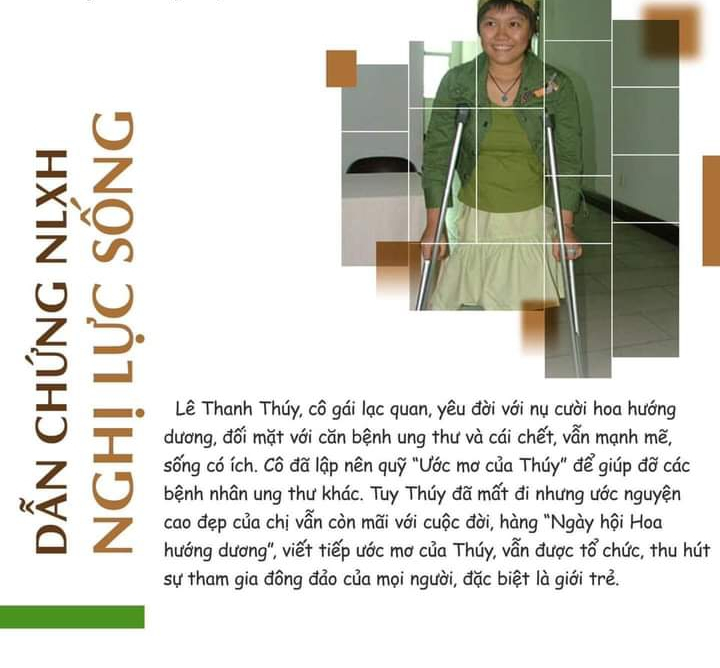 DẪN CHỨNG NLXH
NGHỊ LỰC SỐNG
Lê Thanh Thúy, cô gái lạc quan, yêu đời với nụ cười hoa hướng
dương, đối mặt với căn bệnh ung thư và cái chết, vẫn mạnh mẽ,
sống có ích. Cô đã lập nên quỹ "Ước mơ của Thúy" để giúp đỡ các
bệnh nhân ung thư khác. Tuy Thúy đã mất đi nhưng ước nguyện
cao đẹp của chị vẫn còn mãi với cuộc đời, hàng "Ngày hội Hoa
hướng dương", viết tiếp ước mơ của Thúy, vẫn được tổ chức, thu hút
sự tham gia đông đảo của mọi người, đặc biệt là giới trẻ.